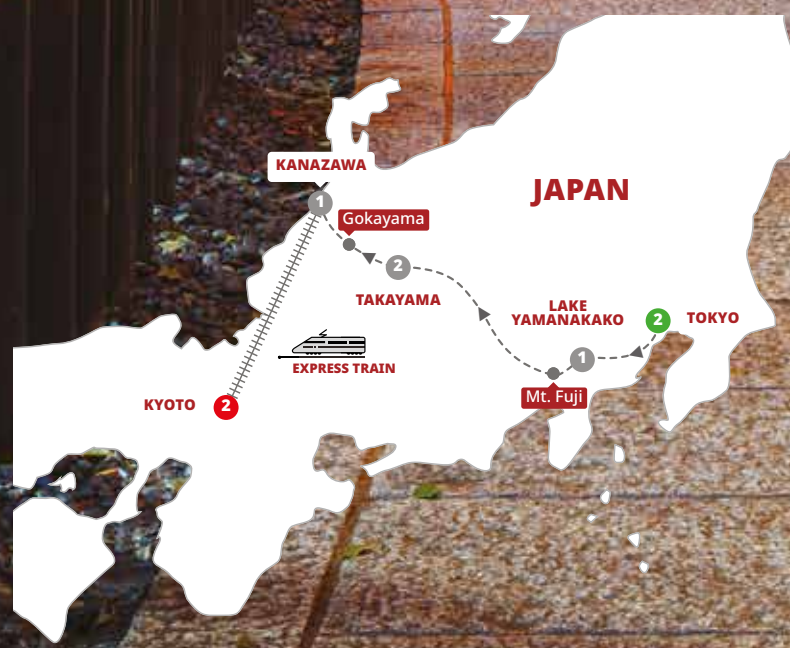 KANAZAWA
1
JAPAN
Gokayama
2
TAKAYAMA
LAKE
YAMANAKAKO
2
TOKYO
1
EXPRESS TRAIN
Mt. Fuji
KYOTO
2